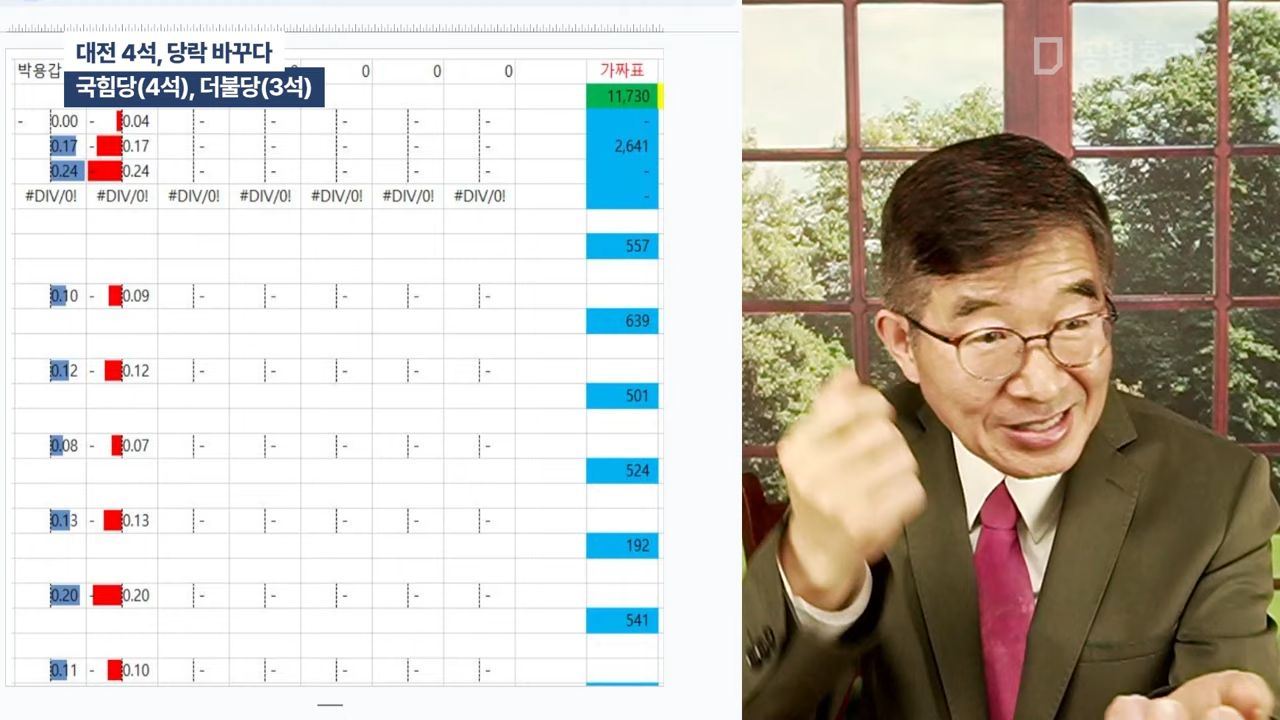 대전 4석, 당락 바꾸다
국힘당(4석), 더불당(3석)
박용갑 0 0 0 가짜표
11,730
- 0.00 - 0.04 - - - - - -
0.17 - 0.17 - - - - - 2,641
0.24 - 0.24 - - - - - -
#DIV/0! #DIV/0! #DIV/0! #DIV/0! #DIV/0! #DIV/0! #DIV/0! -
557
0.10 - 0.09 - - - - -
639
0.12 - 0.12 - - - - -
501
0.08 - 0.07 - - - - -
524
0.13 - 0.13 - - - - -
192
0.20 - 0.20 - - - - -
541
0.11 - 0.10 - - - - -
공병호